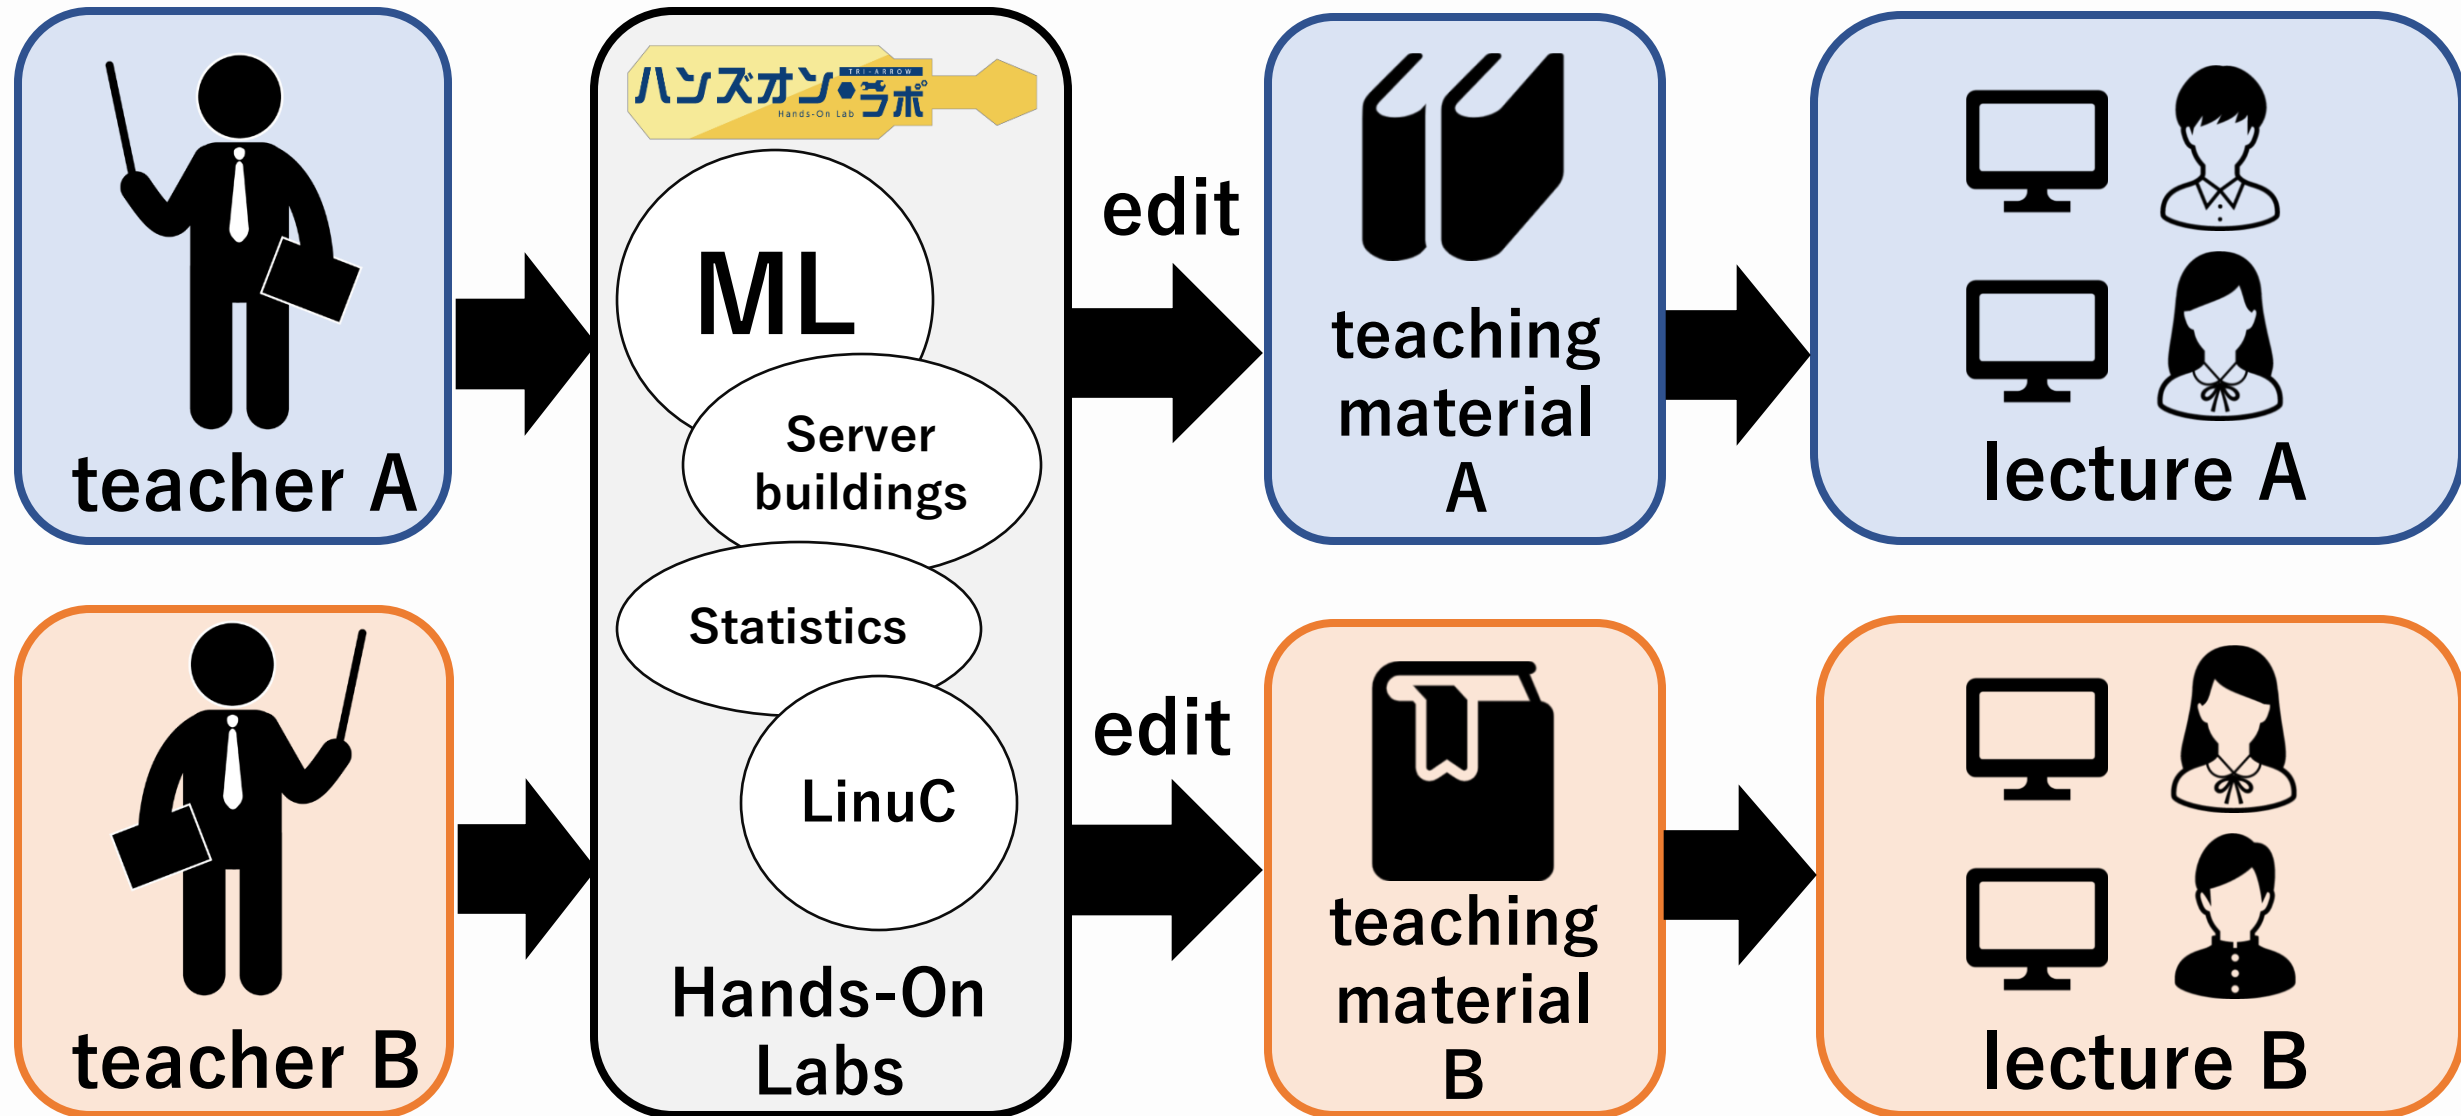 teacher A
ハンズオン・ラボ
TRI-ARROW
Hands-On Lab
ML
Server
buildings
Statistics
LinuC
Hands-On
Labs
edit
teaching
material
A
lecture A
teacher B
edit
teaching
material
B
lecture B